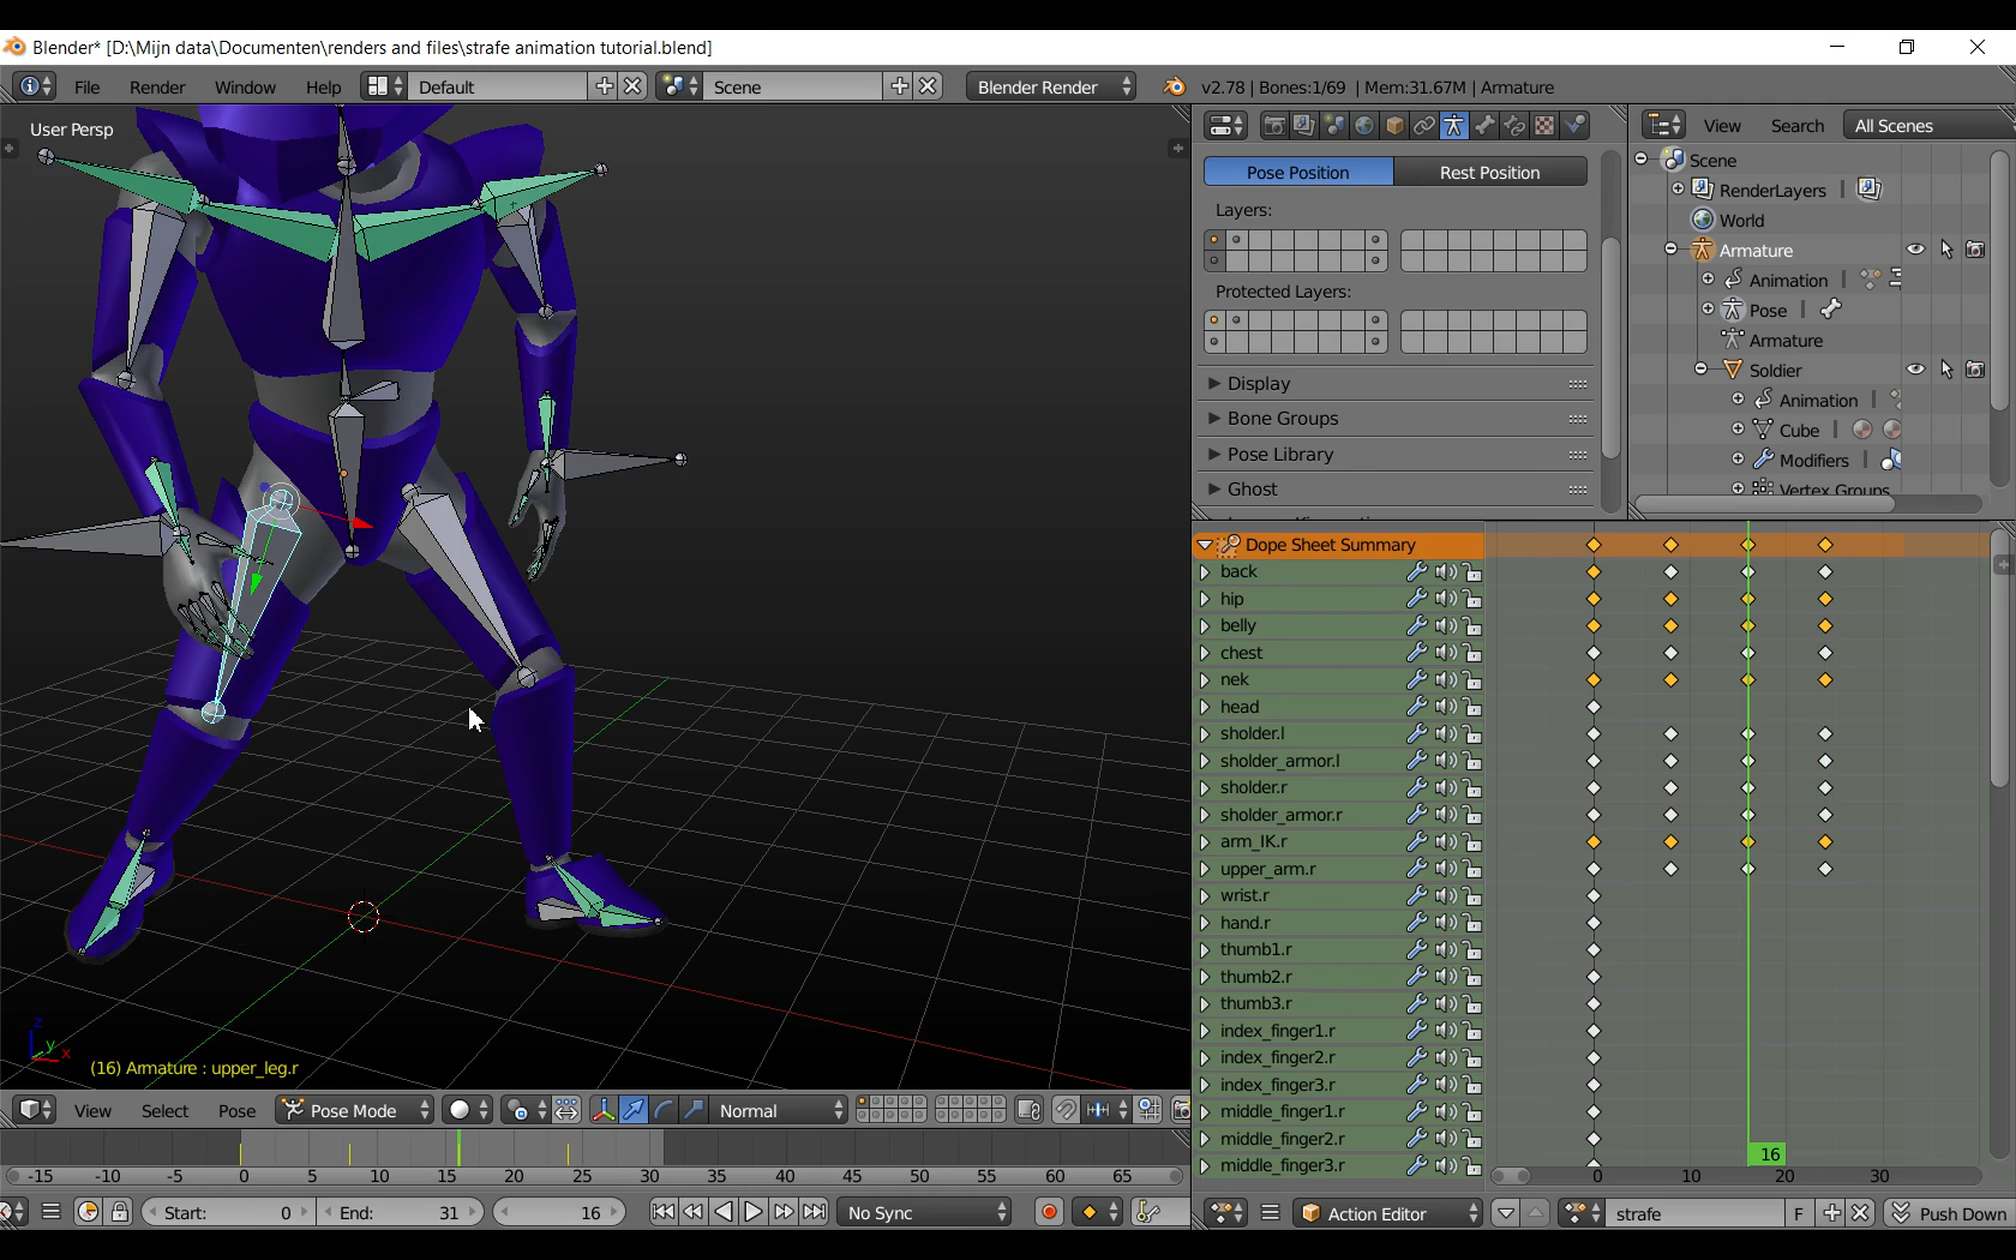 Blender* [D:\Mijn data\Documenten\renders and files\strafe animation tutorial.blend]
File Render Window Help Default Scene Blender Render v2.78 | Bones:1/69 | Mem:31.67M | Armature
User Persp
Pose Position Rest Position
Layers:
Protected Layers:
Display
Bone Groups
Pose Library
Ghost
View Search All Scenes
Scene
RenderLayers |
World
Armature
Animation |
Pose |
Armature
Soldier
Animation |
Cube |
Modifiers |
Vertex Groups
Dope Sheet Summary
back
hip
belly
chest
nek
head
sholder.l
sholder_armor.l
sholder.r
sholder_armor.r
arm_IK.r
upper_arm.r
wrist.r
hand.r
thumb1.r
thumb2.r
thumb3.r
index_finger1.r
index_finger2.r
index_finger3.r
middle_finger1.r
middle_finger2.r
middle_finger3.r
16
0 10 20 30
Action Editor strafe F Push Down
z
y
x
(16) Armature : upper_leg.r
View Select Pose Pose Mode Normal
-15 -10 -5 0 5 10 15 20 25 30 35 40 45 50 55 60 65
Start: 0 End: 31 16 No Sync